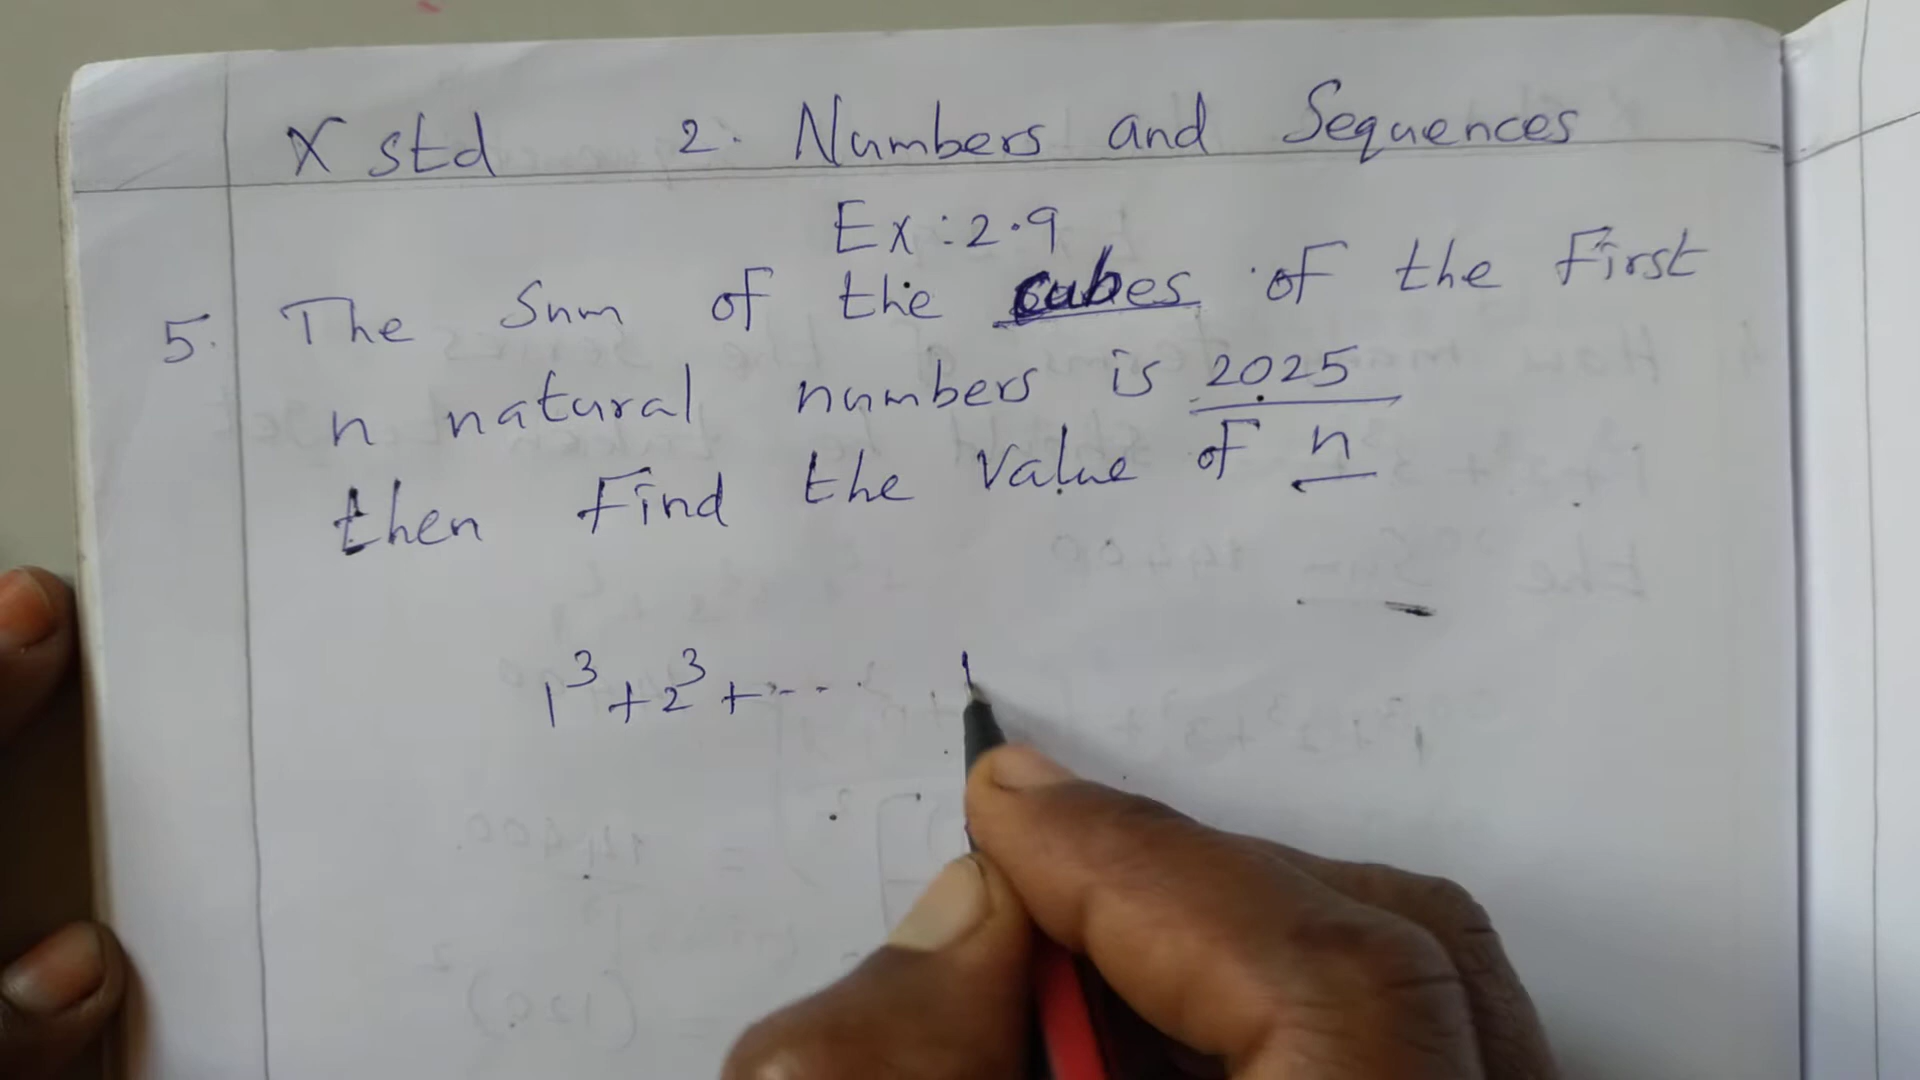 X std 2. Numbers and Sequences
Ex: 2.9
5. The Sum of the cubes of the First
n natural numbers is 2025
then Find the Value of n
1³ + 2³ + ---